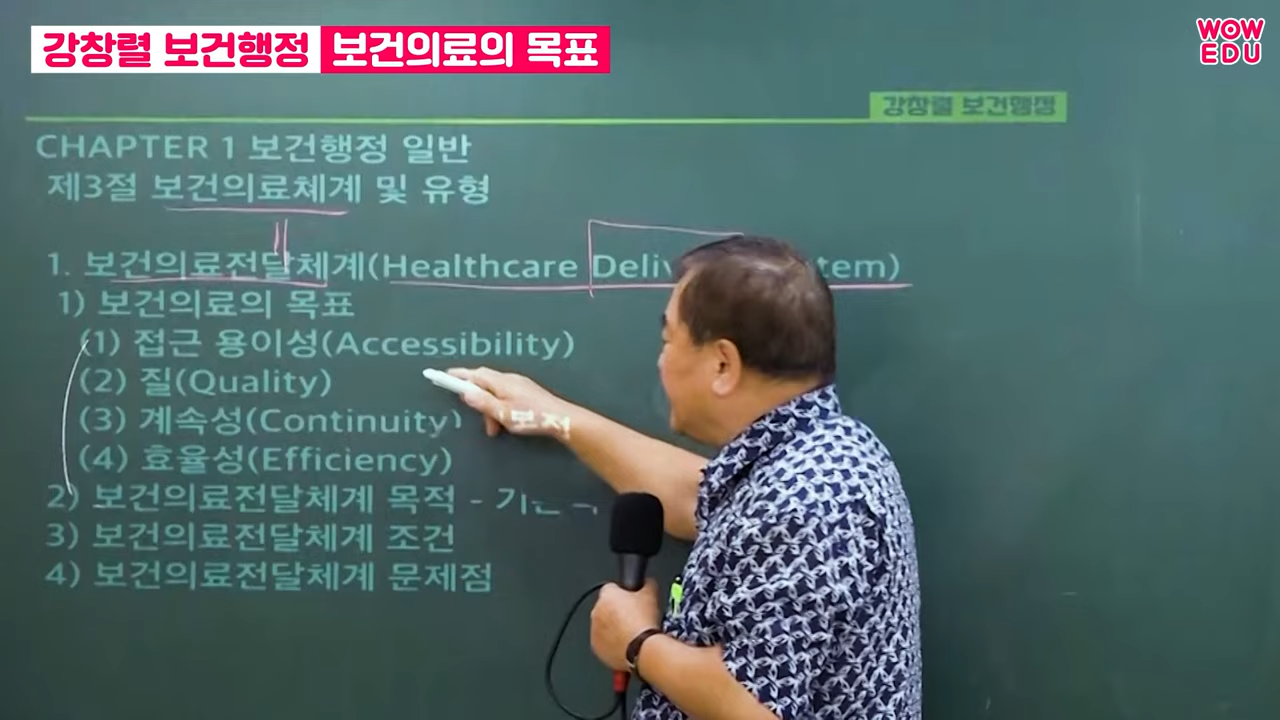 강창렬 보건행정 보건의료의 목표
WOW
EDU
강창렬 보건행정
CHAPTER 1 보건행정 일반
제3절 보건의료체계 및 유형
1. 보건의료전달체계(Healthcare tem)
1) 보건의료의 목표
(1) 접근 용이성(Accessibility)
(2) 질(Quality)
(3) 계속성(Continuity)
(4) 효율성(Efficiency)
2) 보건의료전달체계 목적 -
3) 보건의료전달체계 조건
4) 보건의료전달체계 문제점